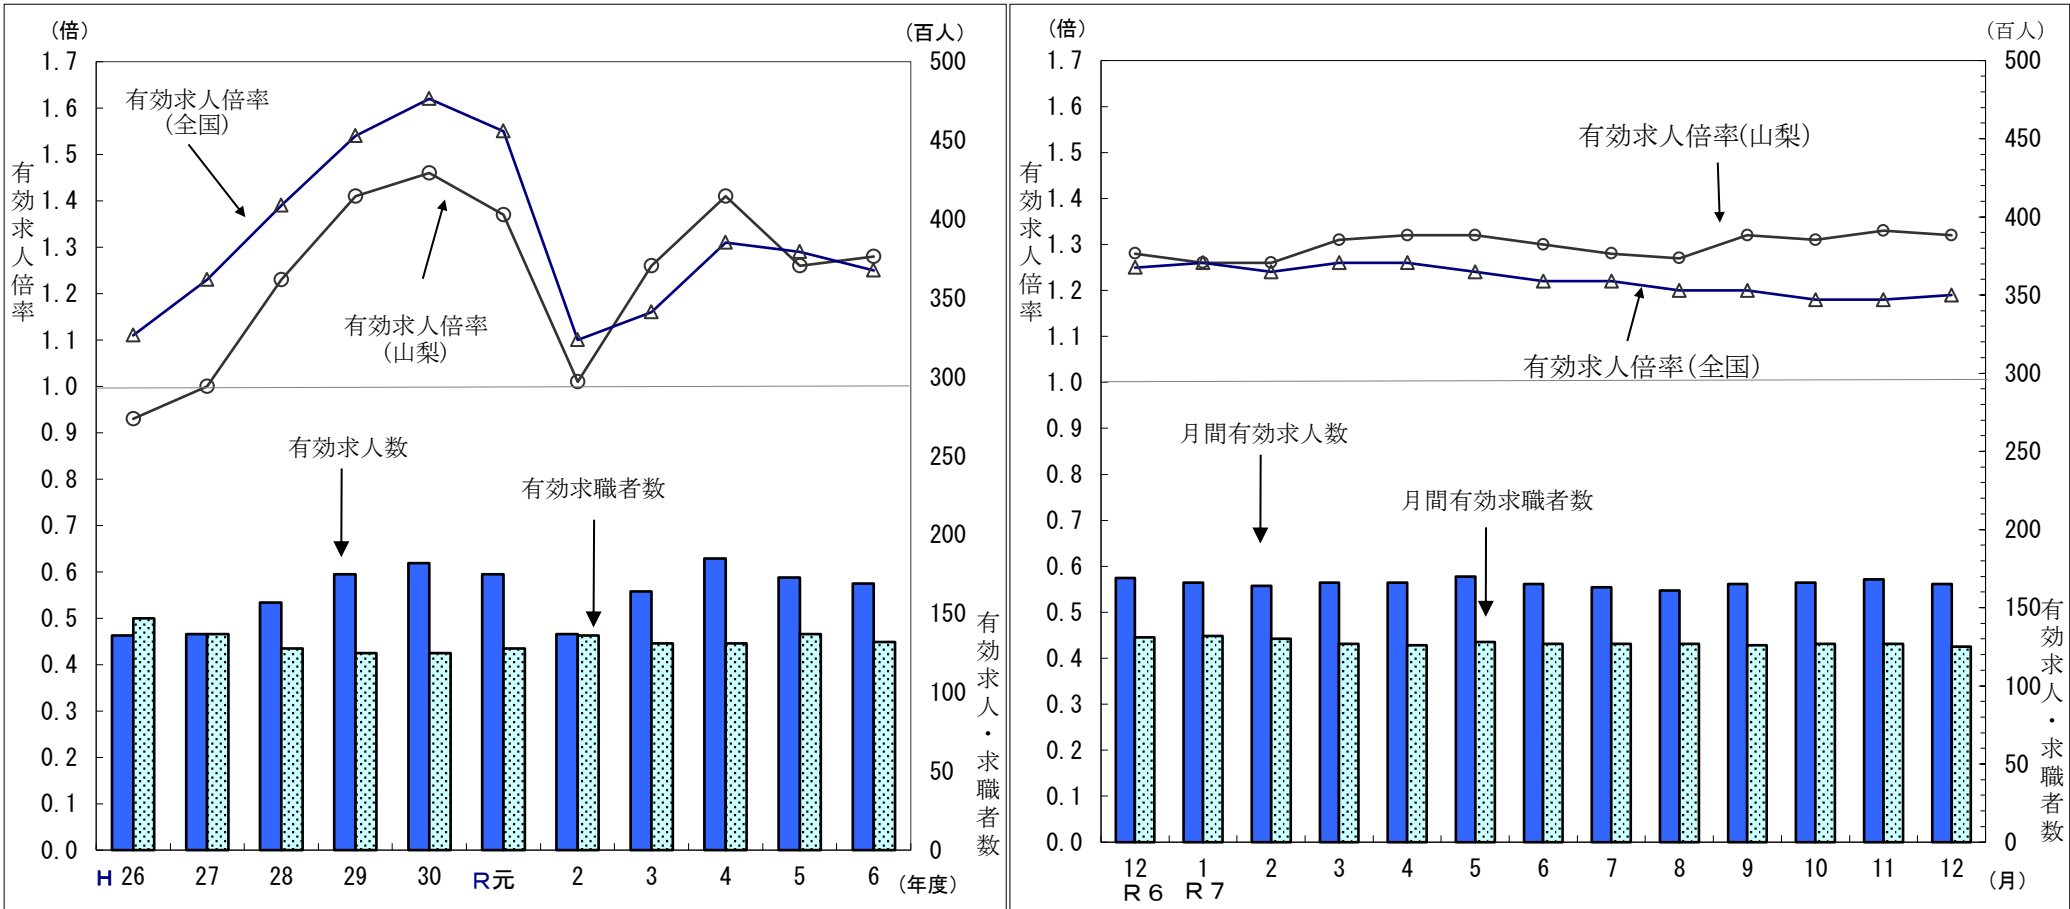 (倍)
(百人)
1.7
1.6
1.5
1.4
1.3
1.2
1.1
1.0
0.9
0.8
0.7
0.6
0.5
0.4
0.3
0.2
0.1
0.0
有効求人倍率
有効求人倍率
(全国)
有効求人倍率
(山梨)
有効求人数
有効求職者数
500
450
400
350
300
250
200
150
100
50
0
有効求人・求職者数
H 26 27 28 29 30 R元 2 3 4 5 6 (年度)
(倍)
(百人)
1.7
1.6
1.5
1.4
1.3
1.2
1.1
1.0
0.9
0.8
0.7
0.6
0.5
0.4
0.3
0.2
0.1
0.0
有効求人倍率
有効求人倍率(山梨)
有効求人倍率(全国)
月間有効求人数
月間有効求職者数
500
450
400
350
300
250
200
150
100
50
0
有効求人・求職者数
12 1 2 3 4 5 6 7 8 9 10 11 12 (月)
R6 R7